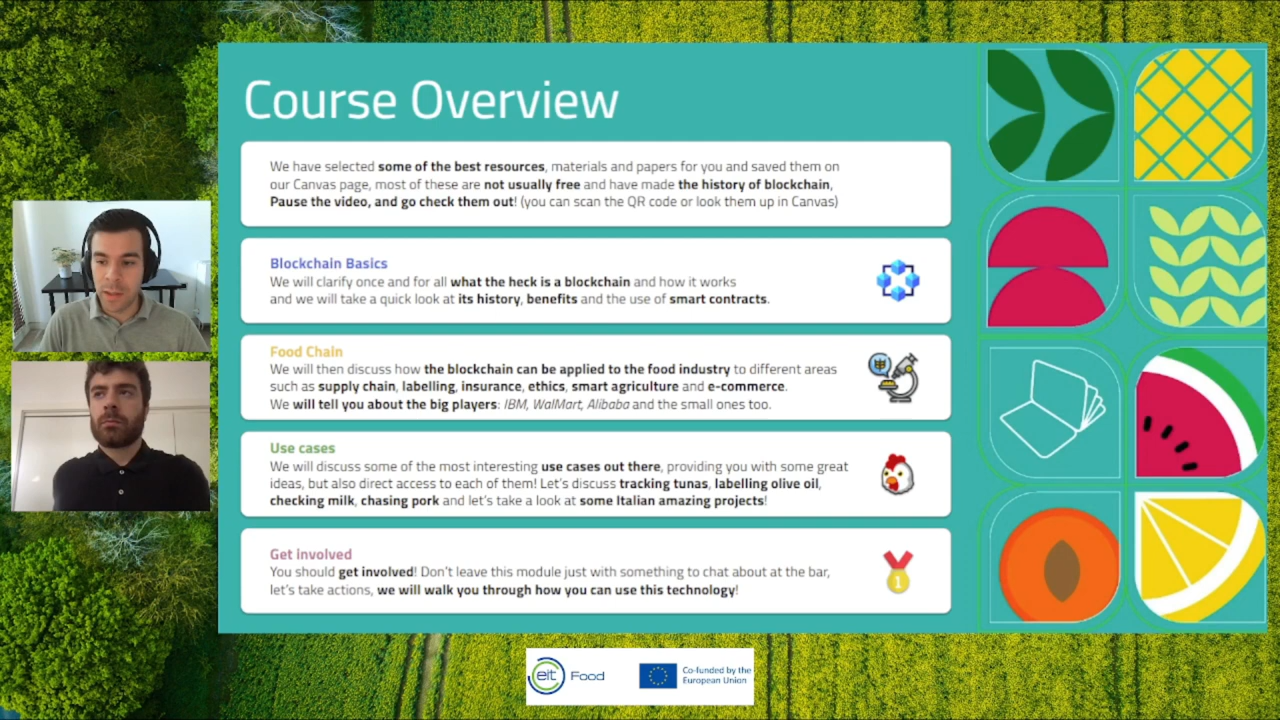 Course Overview
We have selected some of the best resources, materials and papers for you and saved them on
our Canvas page, most of these are not usually free and have made the history of blockchain,
Pause the video, and go check them out! (you can scan the QR code or look them up in Canvas)
Blockchain Basics
We will clarify once and for all what the heck is a blockchain and how it works
and we will take a quick look at its history, benefits and the use of smart contracts.
Food Chain
We will then discuss how the blockchain can be applied to the food industry to different areas
such as supply chain, labelling, insurance, ethics, smart agriculture and e-commerce.
We will tell you about the big players: IBM, WalMart, Alibaba and the small ones too.
Use cases
We will discuss some of the most interesting use cases out there, providing you with some great
ideas, but also direct access to each of them! Let's discuss tracking tunas, labelling olive oil,
checking milk, chasing pork and let's take a look at some Italian amazing projects!
Get involved
You should get involved! Don't leave this module just with something to chat about at the bar,
let's take actions, we will walk you through how you can use this technology!
1
eit Food
Co-funded by the
European Union